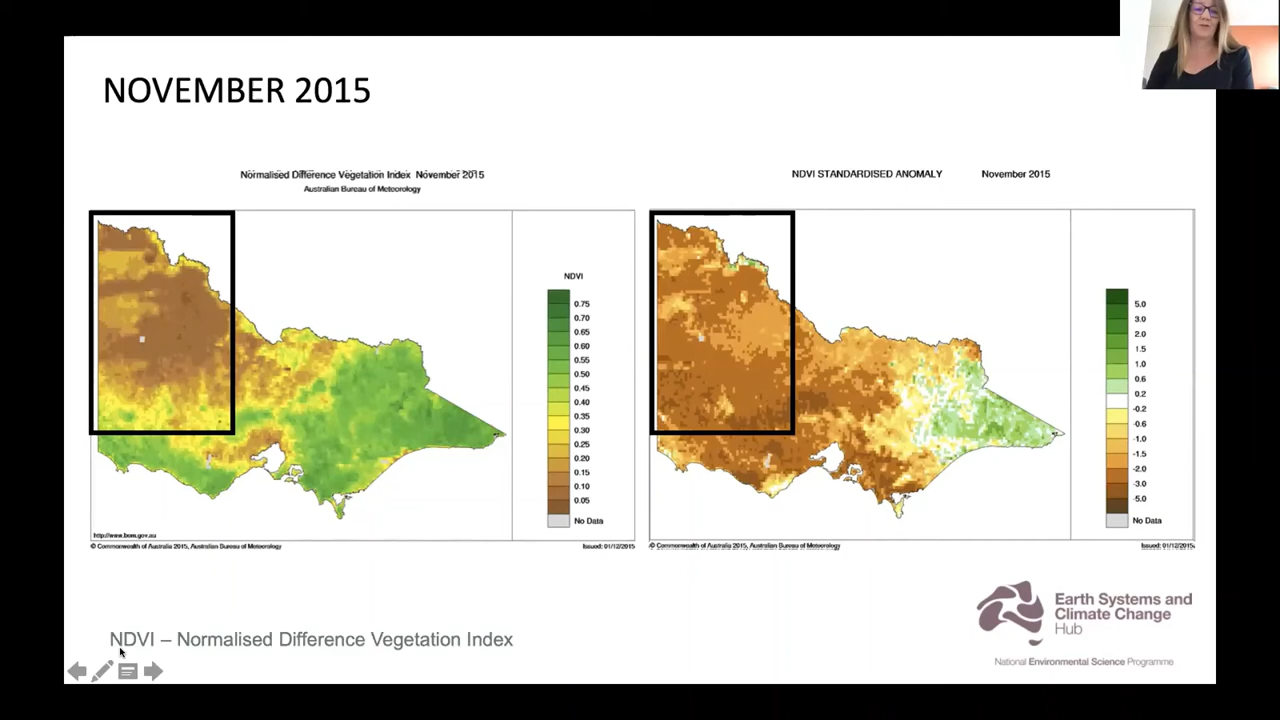 NOVEMBER 2015
Normalised Difference Vegetation Index November 2015
Australian Bureau of Meteorology
NDVI
0.75
0.70
0.65
0.60
0.55
0.50
0.45
0.40
0.35
0.30
0.25
0.20
0.15
0.10
0.05
No Data
http://www.bom.gov.au
© Commonwealth of Australia 2015, Australian Bureau of Meteorology
Issued: 01/12/2015
NDVI STANDARDISED ANOMALY November 2015
5.0
3.0
2.0
1.5
1.0
0.6
0.2
-0.2
-0.6
-1.0
-1.5
-2.0
-3.0
-5.0
No Data
© Commonwealth of Australia 2015, Australian Bureau of Meteorology
Issued: 01/12/2015
NDVI – Normalised Difference Vegetation Index
Earth Systems and
Climate Change
Hub
National Environmental Science Programme